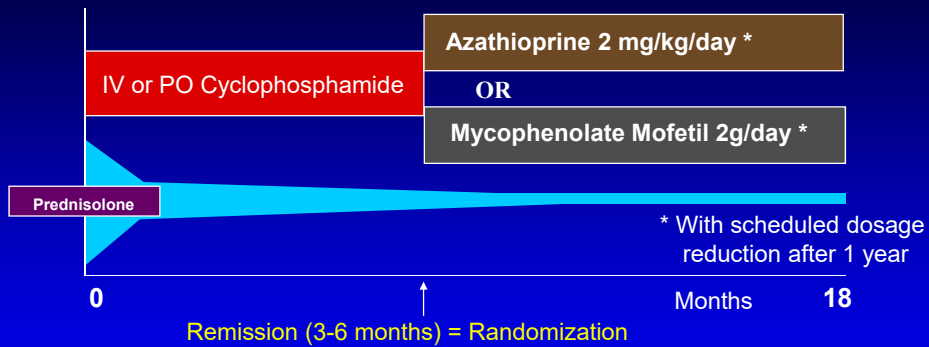 Azathioprine 2 mg/kg/day *
IV or PO Cyclophosphamide
OR
Mycophenolate Mofetil 2g/day *
Prednisolone
* With scheduled dosage
reduction after 1 year
0
Months
18
Remission (3-6 months) = Randomization